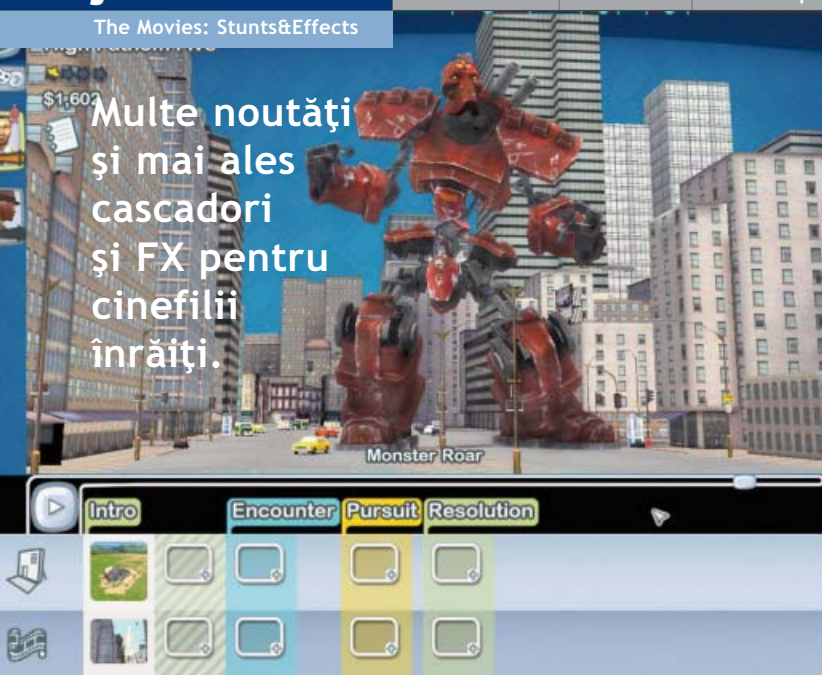 The Movies: Stunts&Effects
$1,602
Multe noutăţi
şi mai ales
cascadori
şi FX pentru
cinefilii
înrăiţi.
Monster Roar
Intro
Encounter
Pursuit
Resolution